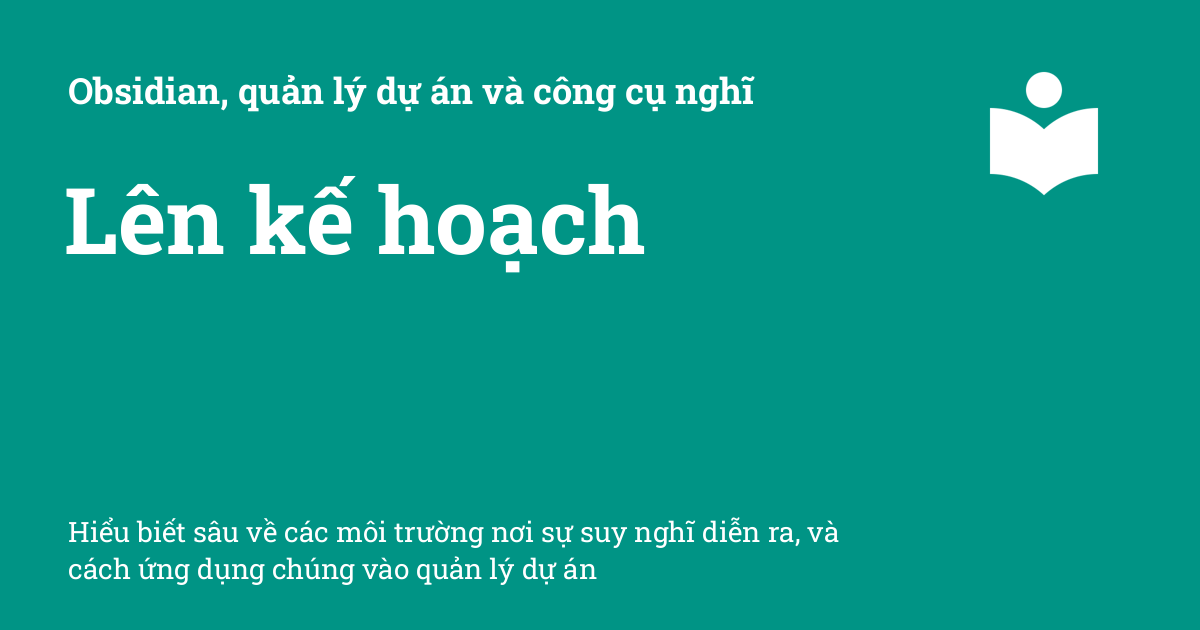 Obsidian, quản lý dự án và công cụ nghĩ
Lên kế hoạch
Hiểu biết sâu về các môi trường nơi sự suy nghĩ diễn ra, và
cách ứng dụng chúng vào quản lý dự án